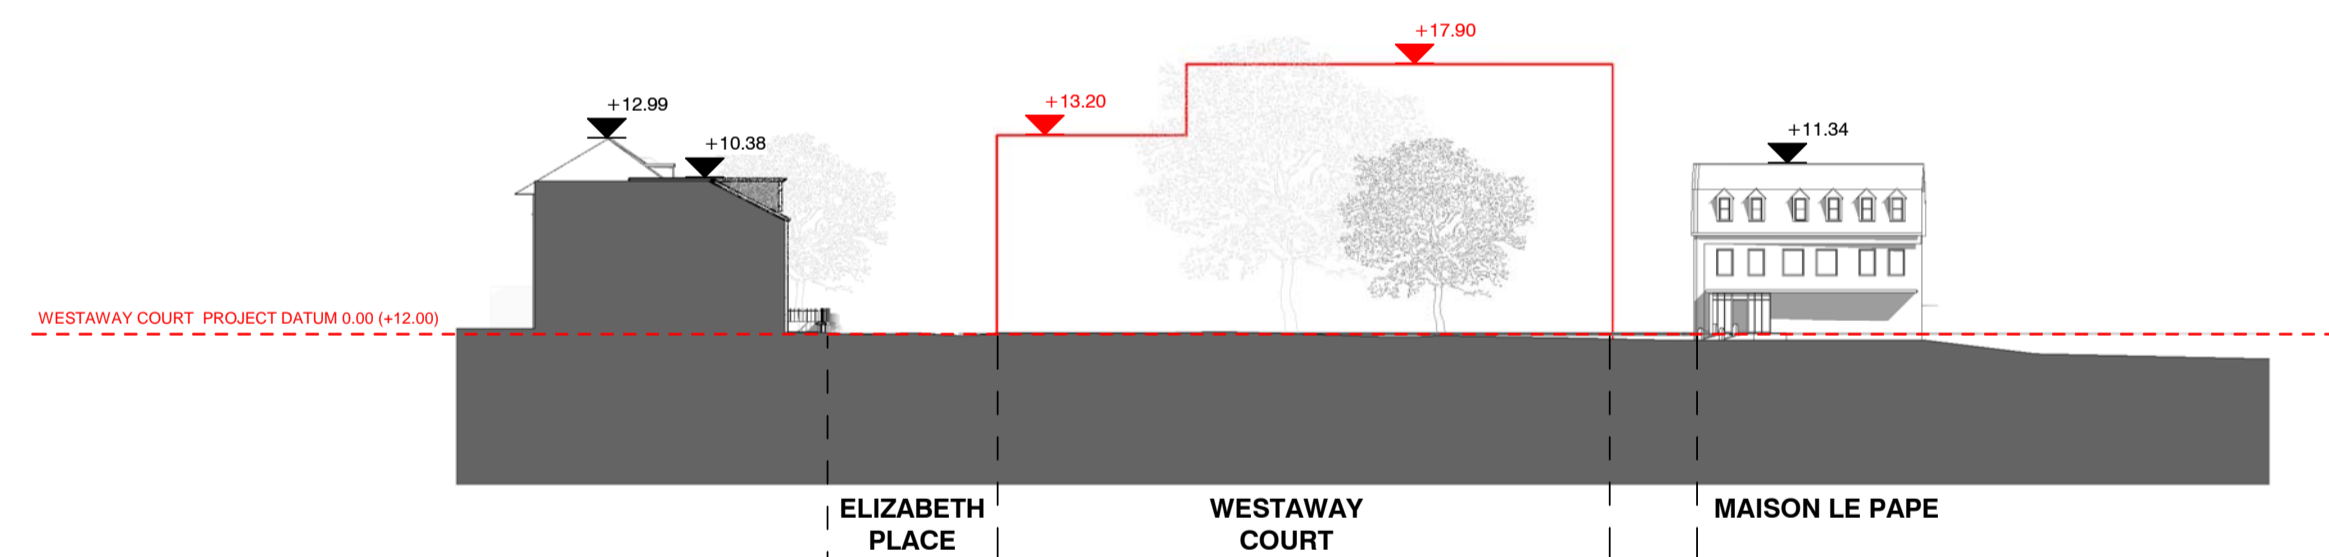 +17.90
+13.20
+12.99
+10.38
+11.34
WESTAWAY COURT PROJECT DATUM 0.00 (+12.00)
ELIZABETH
PLACE
WESTAWAY
COURT
MAISON LE PAPE